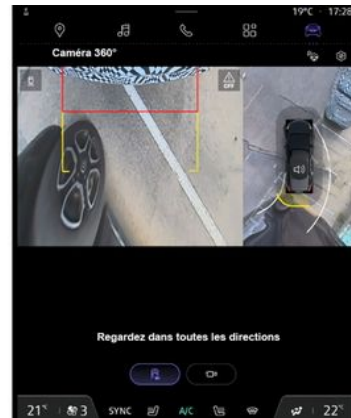 19°C · 17:28
Caméra 360°
OFF
Regardez dans toutes les directions
21°C 3 SYNC A/C 22°C